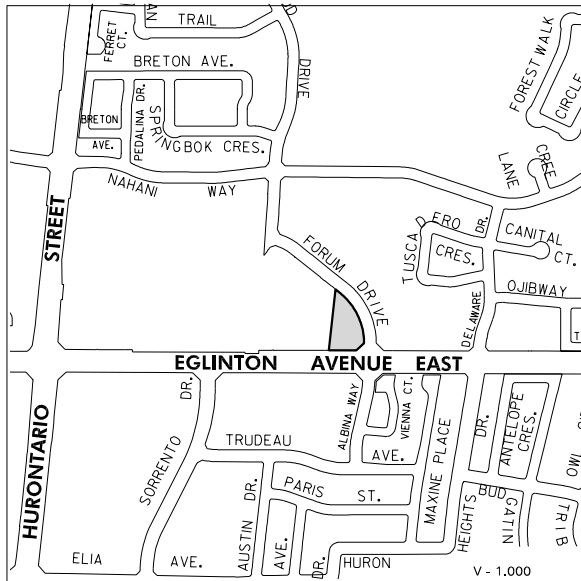 TRAIL
FERRET CT.
DRIVE
BRETON AVE.
BRETON AVE.
PEDALINA DR.
SPRINGBOK CRES.
FOREST WALK
CIRCLE
CREE
LANE
NAHANI WAY
HURONTARIO STREET
FORUM DRIVE
TUSCADERO CRES.
DELAWARE DR.
CANITAL CT.
OJIBWAY
EGLINTON AVENUE EAST
SORRENTO DR.
TRUDEAU AVE.
ALBINA WAY
VIENNA CT.
MAXINE PLACE
PARIS ST.
AUSTIN DR.
AVE.
DR.
HURON
HEIGHTS DR.
ANTELOPE CRES.
BUD
GATIN
TRIB
ELIA AVE.
V - 1,000